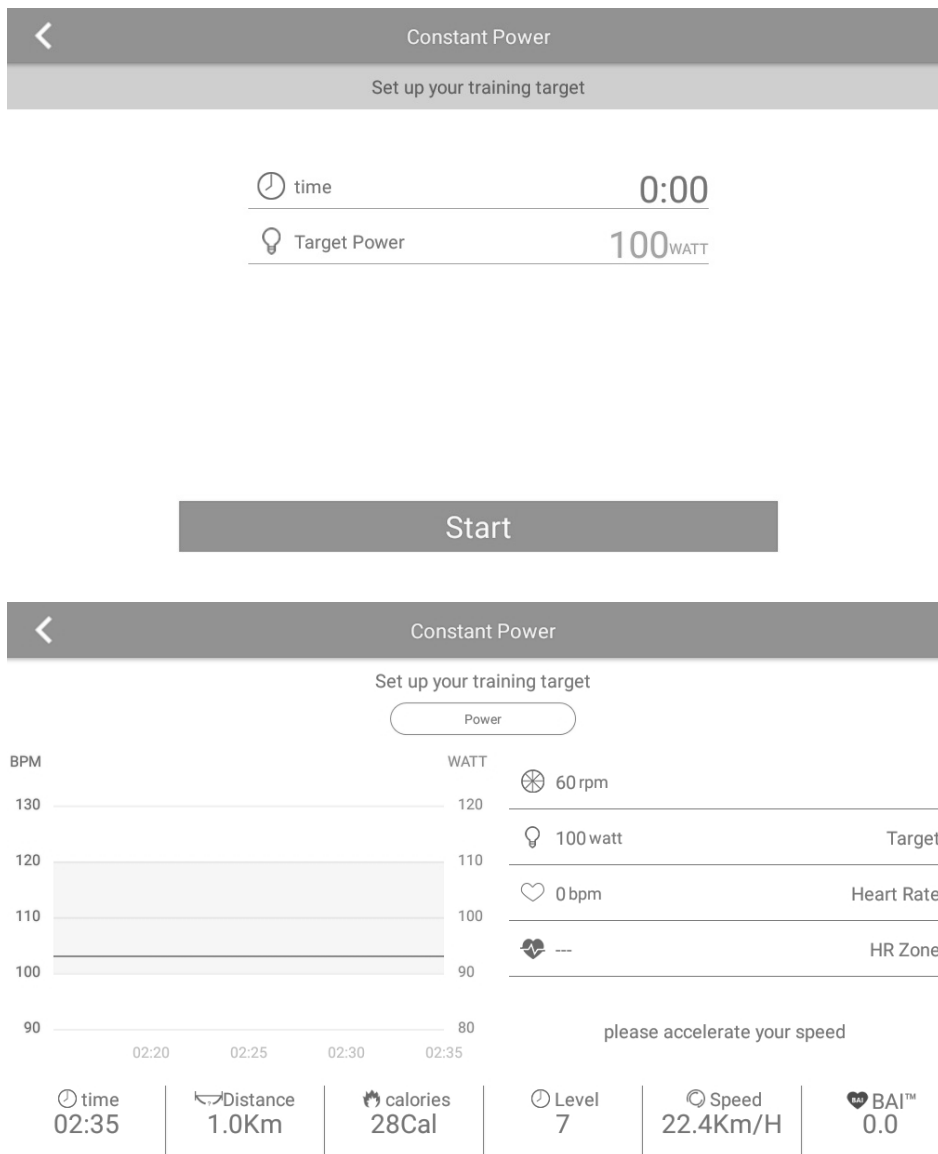 Constant Power
Set up your training target
time 0:00
Target Power 100WATT
Start
Constant Power
Set up your training target
Power
BPM WATT
60 rpm
130 120
100 watt Target
120 110
0 bpm Heart Rate
110 100
--- HR Zone
100 90
90 80
please accelerate your speed
02:20 02:25 02:30 02:35
time Distance calories Level Speed BAI BAI™
02:35 1.0Km 28Cal 7 22.4Km/H 0.0